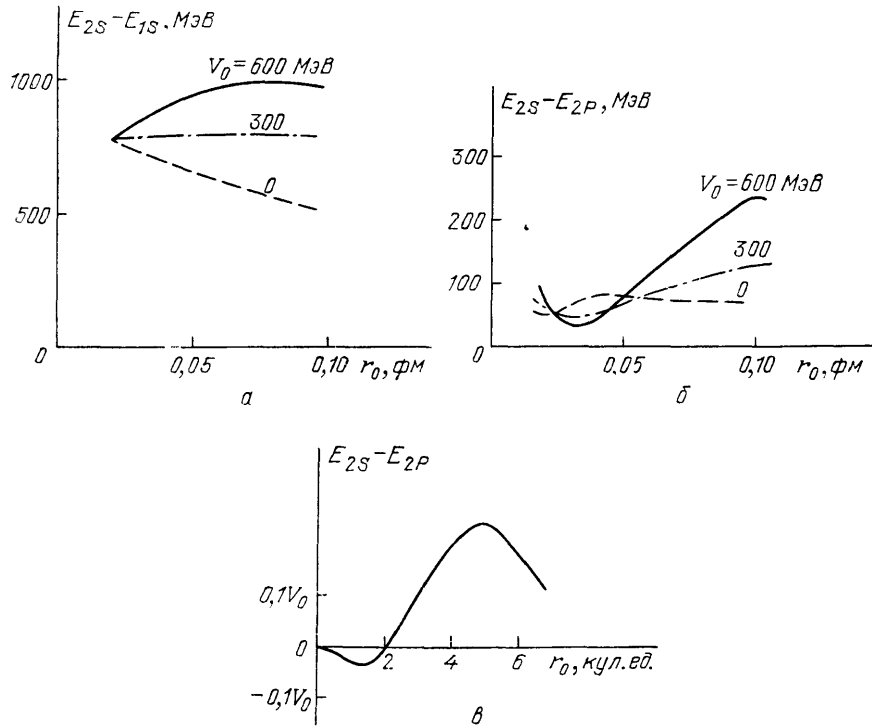 E₂S – E₁S, МэВ
V₀ = 600 МэВ
1000
300
0
500
0
0,05
0,10
r₀, фм
а
E₂S – E₂P, МэВ
300
V₀ = 600 МэВ
200
300
100
0
0
0.05
0,10
r₀, фм
б
E₂S – E₂P
0,1V₀
0
2
4
6
r₀, кул.ед.
–0,1V₀
в